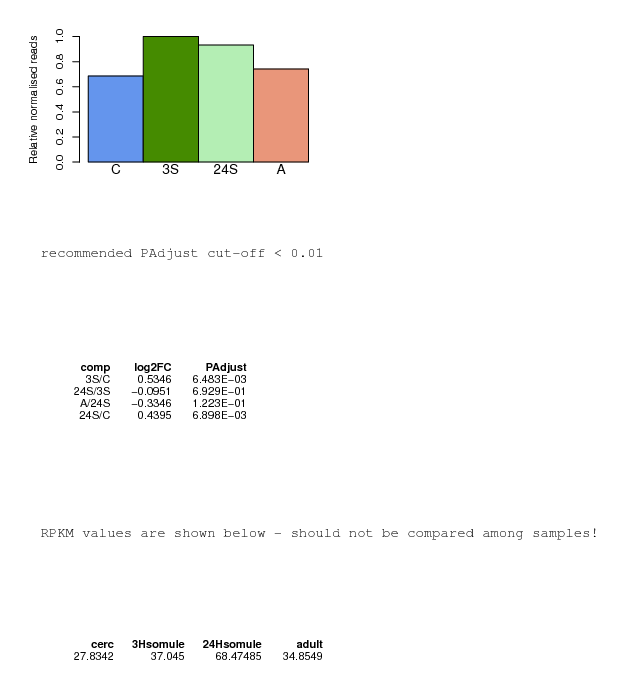 Relative normalised reads
1.0
0.8
0.6
0.4
0.2
0.0
C 3S 24S A
recommended PAdjust cut-off < 0.01
comp log2FC PAdjust
3S/C 0.5346 6.483E−03
24S/3S −0.0951 6.929E−01
A/24S −0.3346 1.223E−01
24S/C 0.4395 6.898E−03
RPKM values are shown below - should not be compared among samples!
cerc 3Hsomule 24Hsomule adult
27.8342 37.045 68.47485 34.8549